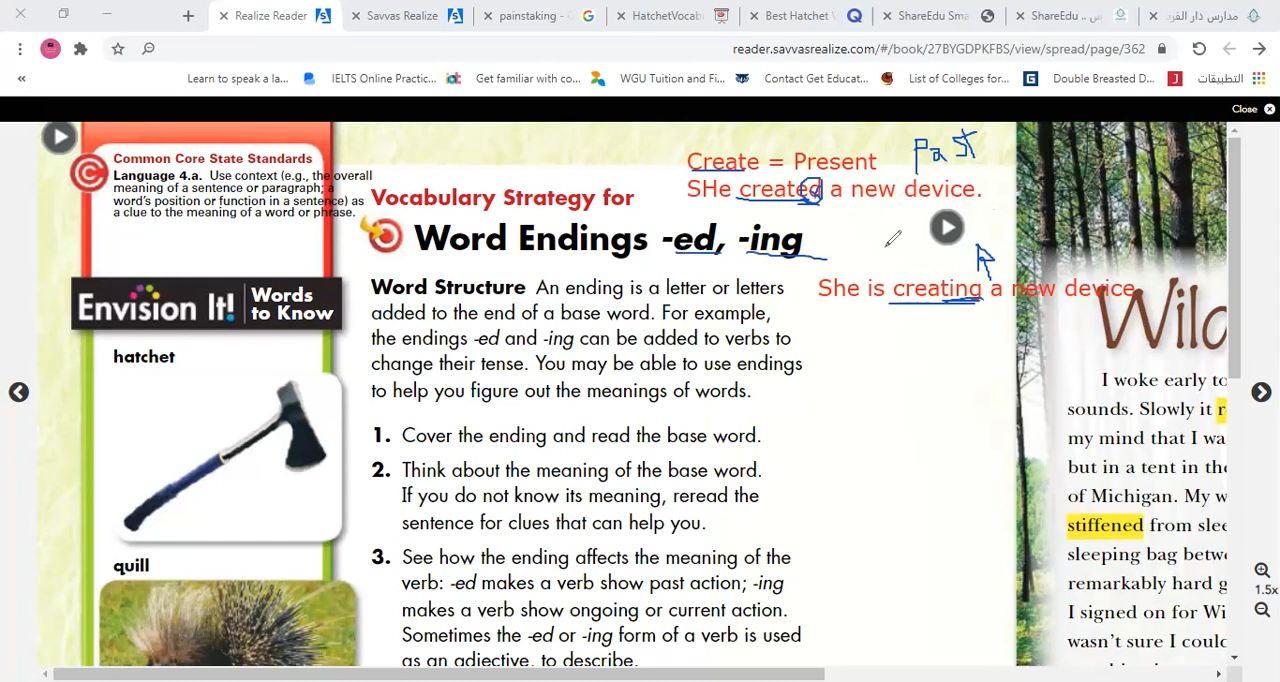 Realize Reader
Savvas Realize
painstaking - 
HatchetVocabi
Best Hatchet
ShareEdu Sma
ShareEdu ..
مدارس دار القر
reader.savvasrealize.com/#/book/27BYGDPKFBS/view/spread/page/362
Learn to speak a la...
IELTS Online Practic...
Get familiar with co...
WGU Tuition and Fi...
Contact Get Educat...
List of Colleges for...
Double Breasted D...
التطبيقات
Close
Common Core State Standards
Language 4.a. Use context (e.g., the overall
meaning of a sentence or paragraph; a
word's position or function in a sentence) as
a clue to the meaning of a word or phrase.
Create = Present
Past
SHe created a new device.
Vocabulary Strategy for
Word Endings -ed, -ing
R
She is creating a new device
Envision It! Words
to Know
hatchet
quill
Word Structure An ending is a letter or letters
added to the end of a base word. For example,
the endings -ed and -ing can be added to verbs to
change their tense. You may be able to use endings
to help you figure out the meanings of words.
1. Cover the ending and read the base word.
2. Think about the meaning of the base word.
If you do not know its meaning, reread the
sentence for clues that can help you.
3. See how the ending affects the meaning of the
verb: -ed makes a verb show past action; -ing
makes a verb show ongoing or current action.
Sometimes the -ed or -ing form of a verb is used
as an adjective, to describe.
I woke early to
sounds. Slowly it r
my mind that I wa
but in a tent in the
of Michigan. My w
stiffened from slee
sleeping bag betw
remarkably hard g
I signed on for Wi
wasn't sure I could
1.5x